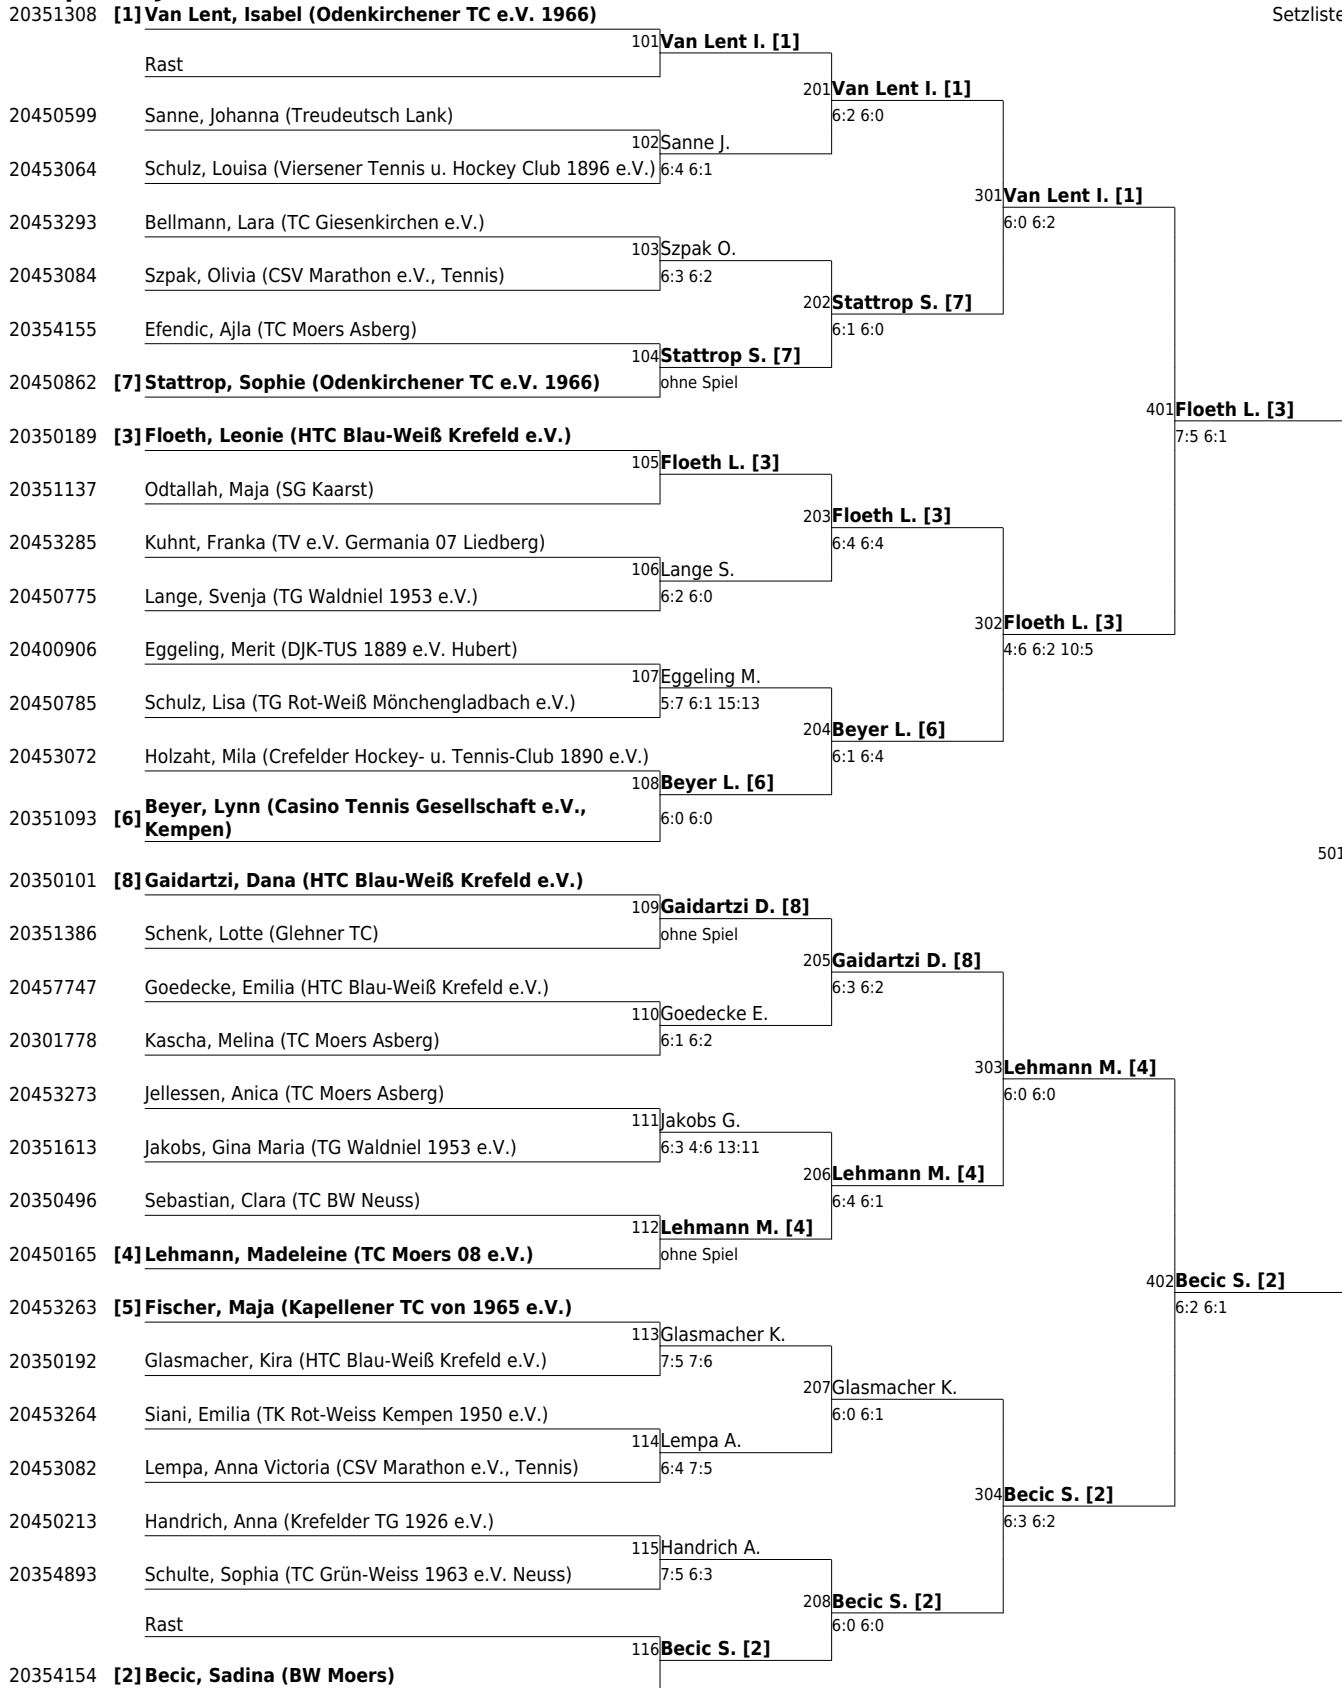 20351308 [1] Van Lent, Isabel (Odenkirchener TC e.V. 1966)
Setzliste
101 Van Lent I. [1]
Rast
201 Van Lent I. [1]
20450599 Sanne, Johanna (Treudeutsch Lank)
6:2 6:0
102 Sanne J.
20453064 Schulz, Louisa (Viersener Tennis u. Hockey Club 1896 e.V.)
6:4 6:1
301 Van Lent I. [1]
20453293 Bellmann, Lara (TC Giesenkirchen e.V.)
6:0 6:2
103 Szpak O.
20453084 Szpak, Olivia (CSV Marathon e.V., Tennis)
6:3 6:2
202 Stattrop S. [7]
20354155 Efendic, Ajla (TC Moers Asberg)
6:1 6:0
104 Stattrop S. [7]
20450862 [7] Stattrop, Sophie (Odenkirchener TC e.V. 1966)
ohne Spiel
401 Floeth L. [3]
20350189 [3] Floeth, Leonie (HTC Blau-Weiß Krefeld e.V.)
7:5 6:1
105 Floeth L. [3]
20351137 Odtallah, Maja (SG Kaarst)
203 Floeth L. [3]
20453285 Kuhnt, Franka (TV e.V. Germania 07 Liedberg)
6:4 6:4
106 Lange S.
20450775 Lange, Svenja (TG Waldniel 1953 e.V.)
6:2 6:0
302 Floeth L. [3]
20400906 Eggeling, Merit (DJK-TUS 1889 e.V. Hubert)
4:6 6:2 10:5
107 Eggeling M.
20450785 Schulz, Lisa (TG Rot-Weiß Mönchengladbach e.V.)
5:7 6:1 15:13
204 Beyer L. [6]
20453072 Holzaht, Mila (Crefelder Hockey- u. Tennis-Club 1890 e.V.)
6:1 6:4
108 Beyer L. [6]
20351093 [6] Beyer, Lynn (Casino Tennis Gesellschaft e.V.,
Kempen)
6:0 6:0
501
20350101 [8] Gaidartzi, Dana (HTC Blau-Weiß Krefeld e.V.)
109 Gaidartzi D. [8]
20351386 Schenk, Lotte (Glehner TC)
ohne Spiel
205 Gaidartzi D. [8]
20457747 Goedecke, Emilia (HTC Blau-Weiß Krefeld e.V.)
6:3 6:2
110 Goedecke E.
20301778 Kascha, Melina (TC Moers Asberg)
6:1 6:2
303 Lehmann M. [4]
20453273 Jellessen, Anica (TC Moers Asberg)
6:0 6:0
111 Jakobs G.
20351613 Jakobs, Gina Maria (TG Waldniel 1953 e.V.)
6:3 4:6 13:11
206 Lehmann M. [4]
20350496 Sebastian, Clara (TC BW Neuss)
6:4 6:1
112 Lehmann M. [4]
20450165 [4] Lehmann, Madeleine (TC Moers 08 e.V.)
ohne Spiel
402 Becic S. [2]
20453263 [5] Fischer, Maja (Kapellener TC von 1965 e.V.)
6:2 6:1
113 Glasmacher K.
20350192 Glasmacher, Kira (HTC Blau-Weiß Krefeld e.V.)
7:5 7:6
207 Glasmacher K.
20453264 Siani, Emilia (TK Rot-Weiss Kempen 1950 e.V.)
6:0 6:1
114 Lempa A.
20453082 Lempa, Anna Victoria (CSV Marathon e.V., Tennis)
6:4 7:5
304 Becic S. [2]
20450213 Handrich, Anna (Krefelder TG 1926 e.V.)
6:3 6:2
115 Handrich A.
20354893 Schulte, Sophia (TC Grün-Weiss 1963 e.V. Neuss)
7:5 6:3
208 Becic S. [2]
Rast
6:0 6:0
116 Becic S. [2]
20354154 [2] Becic, Sadina (BW Moers)